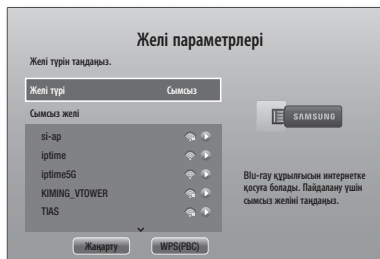 Желі параметрлері
Желі түрін таңдаңыз.
Желі түрі Сымсыз
Сымсыз желі
si-ap
iptime
iptime5G
KIMING_VTOWER
TIAS
SAMSUNG
Blu-ray құрылғысын интернетке
қосуға болады. Пайдалану үшін
сымсыз желіні таңдаңыз.
Жаңарту WPS(PBC)